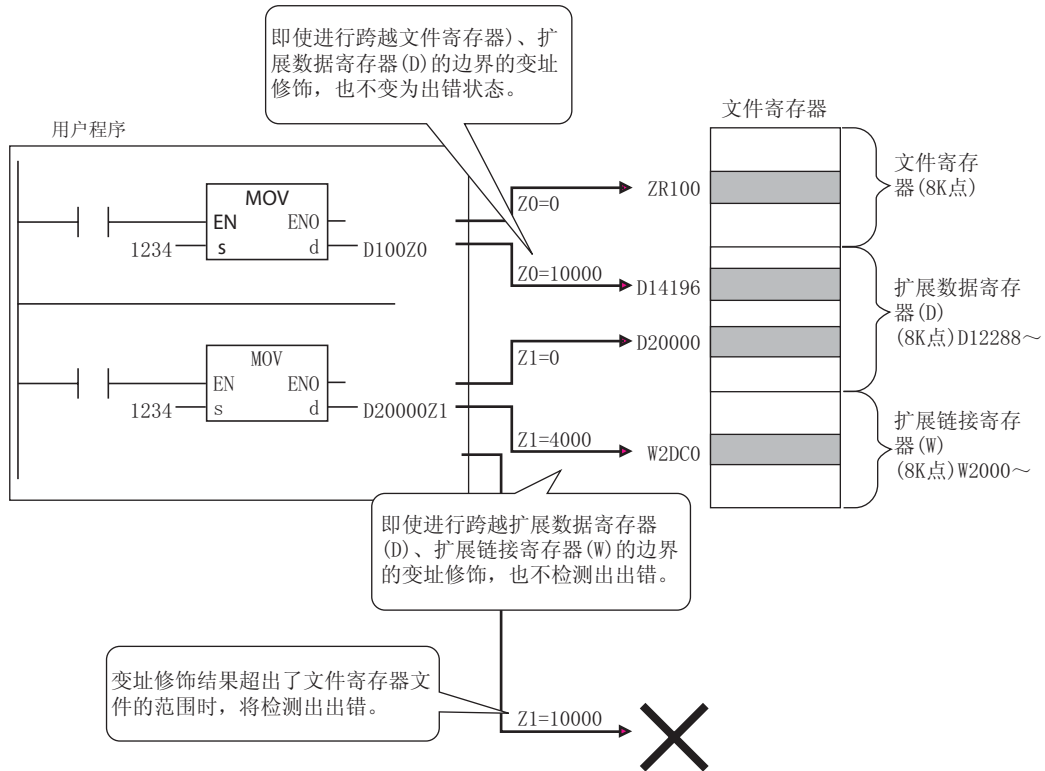 即使进行跨越文件寄存器)、扩
展数据寄存器(D)的边界的变址
修饰，也不变为出错状态。
用户程序
文件寄存器
MOV
EN ENO
1234 s d D100Z0
Z0=0
ZR100
文件寄存
器(8K点)
Z0=10000
D14196
扩展数据寄存
器(D)
(8K点)D12288～
MOV
EN ENO
1234 s d D20000Z1
Z1=0
D20000
Z1=4000
W2DC0
扩展链接寄存
器(W)
(8K点)W2000～
即使进行跨越扩展数据寄存器
(D)、扩展链接寄存器(W)的边界
的变址修饰，也不检测出出错。
变址修饰结果超出了文件寄存器文
件的范围时，将检测出出错。
Z1=10000